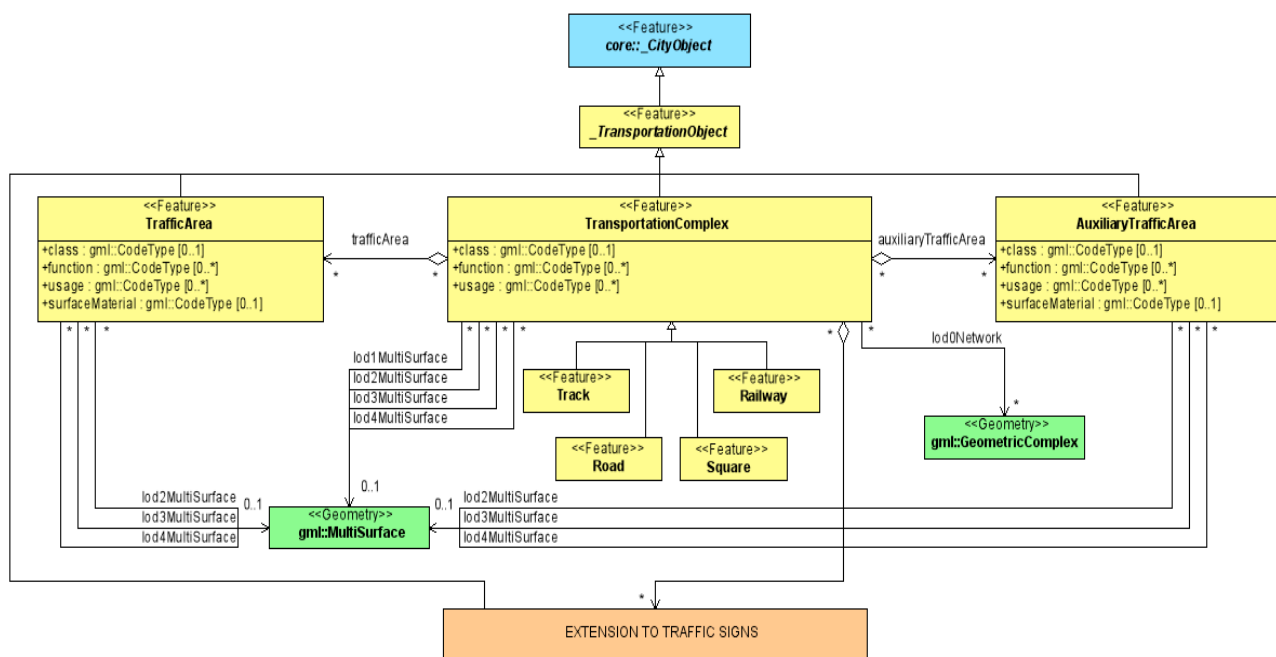 <<Feature>>
core::_CityObject
<<Feature>>
_TransportationObject
<<Feature>>
TrafficArea
+class : gml::CodeType [0..1]
+function : gml::CodeType [0..*]
+usage : gml::CodeType [0..*]
+surfaceMaterial : gml::CodeType [0..1]
trafficArea
*
*
<<Feature>>
TransportationComplex
+class : gml::CodeType [0..1]
+function : gml::CodeType [0..*]
+usage : gml::CodeType [0..*]
auxiliaryTrafficArea
*
*
<<Feature>>
AuxiliaryTrafficArea
+class : gml::CodeType [0..1]
+function : gml::CodeType [0..*]
+usage : gml::CodeType [0..*]
+surfaceMaterial : gml::CodeType [0..1]
* * *
* * * *
*
*
* * *
lod1MultiSurface
lod2MultiSurface
lod3MultiSurface
lod4MultiSurface
lod0Network
*
<<Feature>>
Track
<<Feature>>
Railway
<<Feature>>
Road
<<Feature>>
Square
<<Geometry>>
gml::GeometricComplex
lod2MultiSurface
lod3MultiSurface
lod4MultiSurface
0..1
0..1
0..1
<<Geometry>>
gml::MultiSurface
lod2MultiSurface
lod3MultiSurface
lod4MultiSurface
*
EXTENSION TO TRAFFIC SIGNS